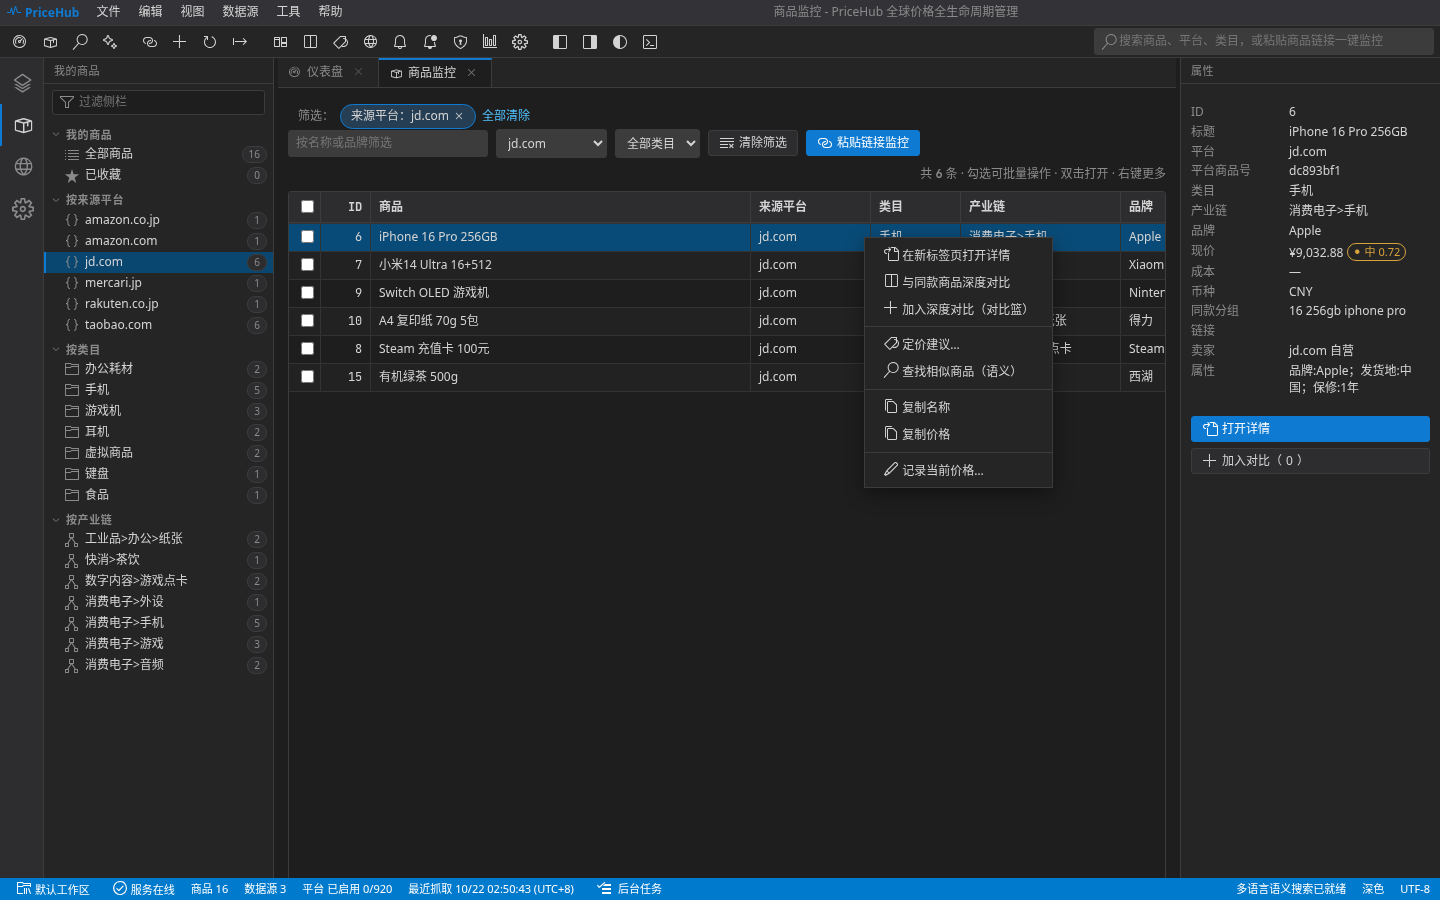 PriceHub 文件 编辑 视图 数据源 工具 帮助 商品监控 - PriceHub 全球价格全生命周期管理
搜索商品、平台、类目，或粘贴商品链接一键监控
我的商品
过滤侧栏
我的商品
全部商品 16
已收藏 0
按来源平台
amazon.co.jp 1
amazon.com 1
jd.com 6
mercari.jp 1
rakuten.co.jp 1
taobao.com 6
按类目
办公耗材 2
手机 5
游戏机 3
耳机 2
虚拟商品 2
键盘 1
食品 1
按产业链
工业品>办公>纸张 2
快消>茶饮 1
数字内容>游戏点卡 2
消费电子>外设 1
消费电子>手机 5
消费电子>游戏 3
消费电子>音频 2
仪表盘 商品监控
筛选： 来源平台：jd.com × 全部清除
按名称或品牌筛选 jd.com 全部类目 清除筛选 粘贴链接监控
共 6 条 · 勾选可批量操作 · 双击打开 · 右键更多
ID 商品 来源平台 类目 产业链 品牌
6 iPhone 16 Pro 256GB jd.com 手机 消费电子>手机 Apple
7 小米14 Ultra 16+512 jd.com Xiaom
9 Switch OLED 游戏机 jd.com Ninten
10 A4 复印纸 70g 5包 jd.com 张 得力
8 Steam 充值卡 100元 jd.com 点卡 Steam
15 有机绿茶 500g jd.com 西湖
在新标签页打开详情
与同款商品深度对比
加入深度对比（对比篮）
定价建议…
查找相似商品（语义）
复制名称
复制价格
记录当前价格…
属性
ID 6
标题 iPhone 16 Pro 256GB
平台 jd.com
平台商品号 dc893bf1
类目 手机
产业链 消费电子>手机
品牌 Apple
现价 ¥9,032.88 中 0.72
成本 —
币种 CNY
同款分组 16 256gb iphone pro
链接
卖家 jd.com 自营
属性 品牌:Apple；发货地:中
国；保修:1年
打开详情
加入对比（ 0 ）
默认工作区 服务在线 商品 16 数据源 3 平台 已启用 0/920 最近抓取 10/22 02:50:43 (UTC+8) 后台任务 多语言语义搜索已就绪 深色 UTF-8